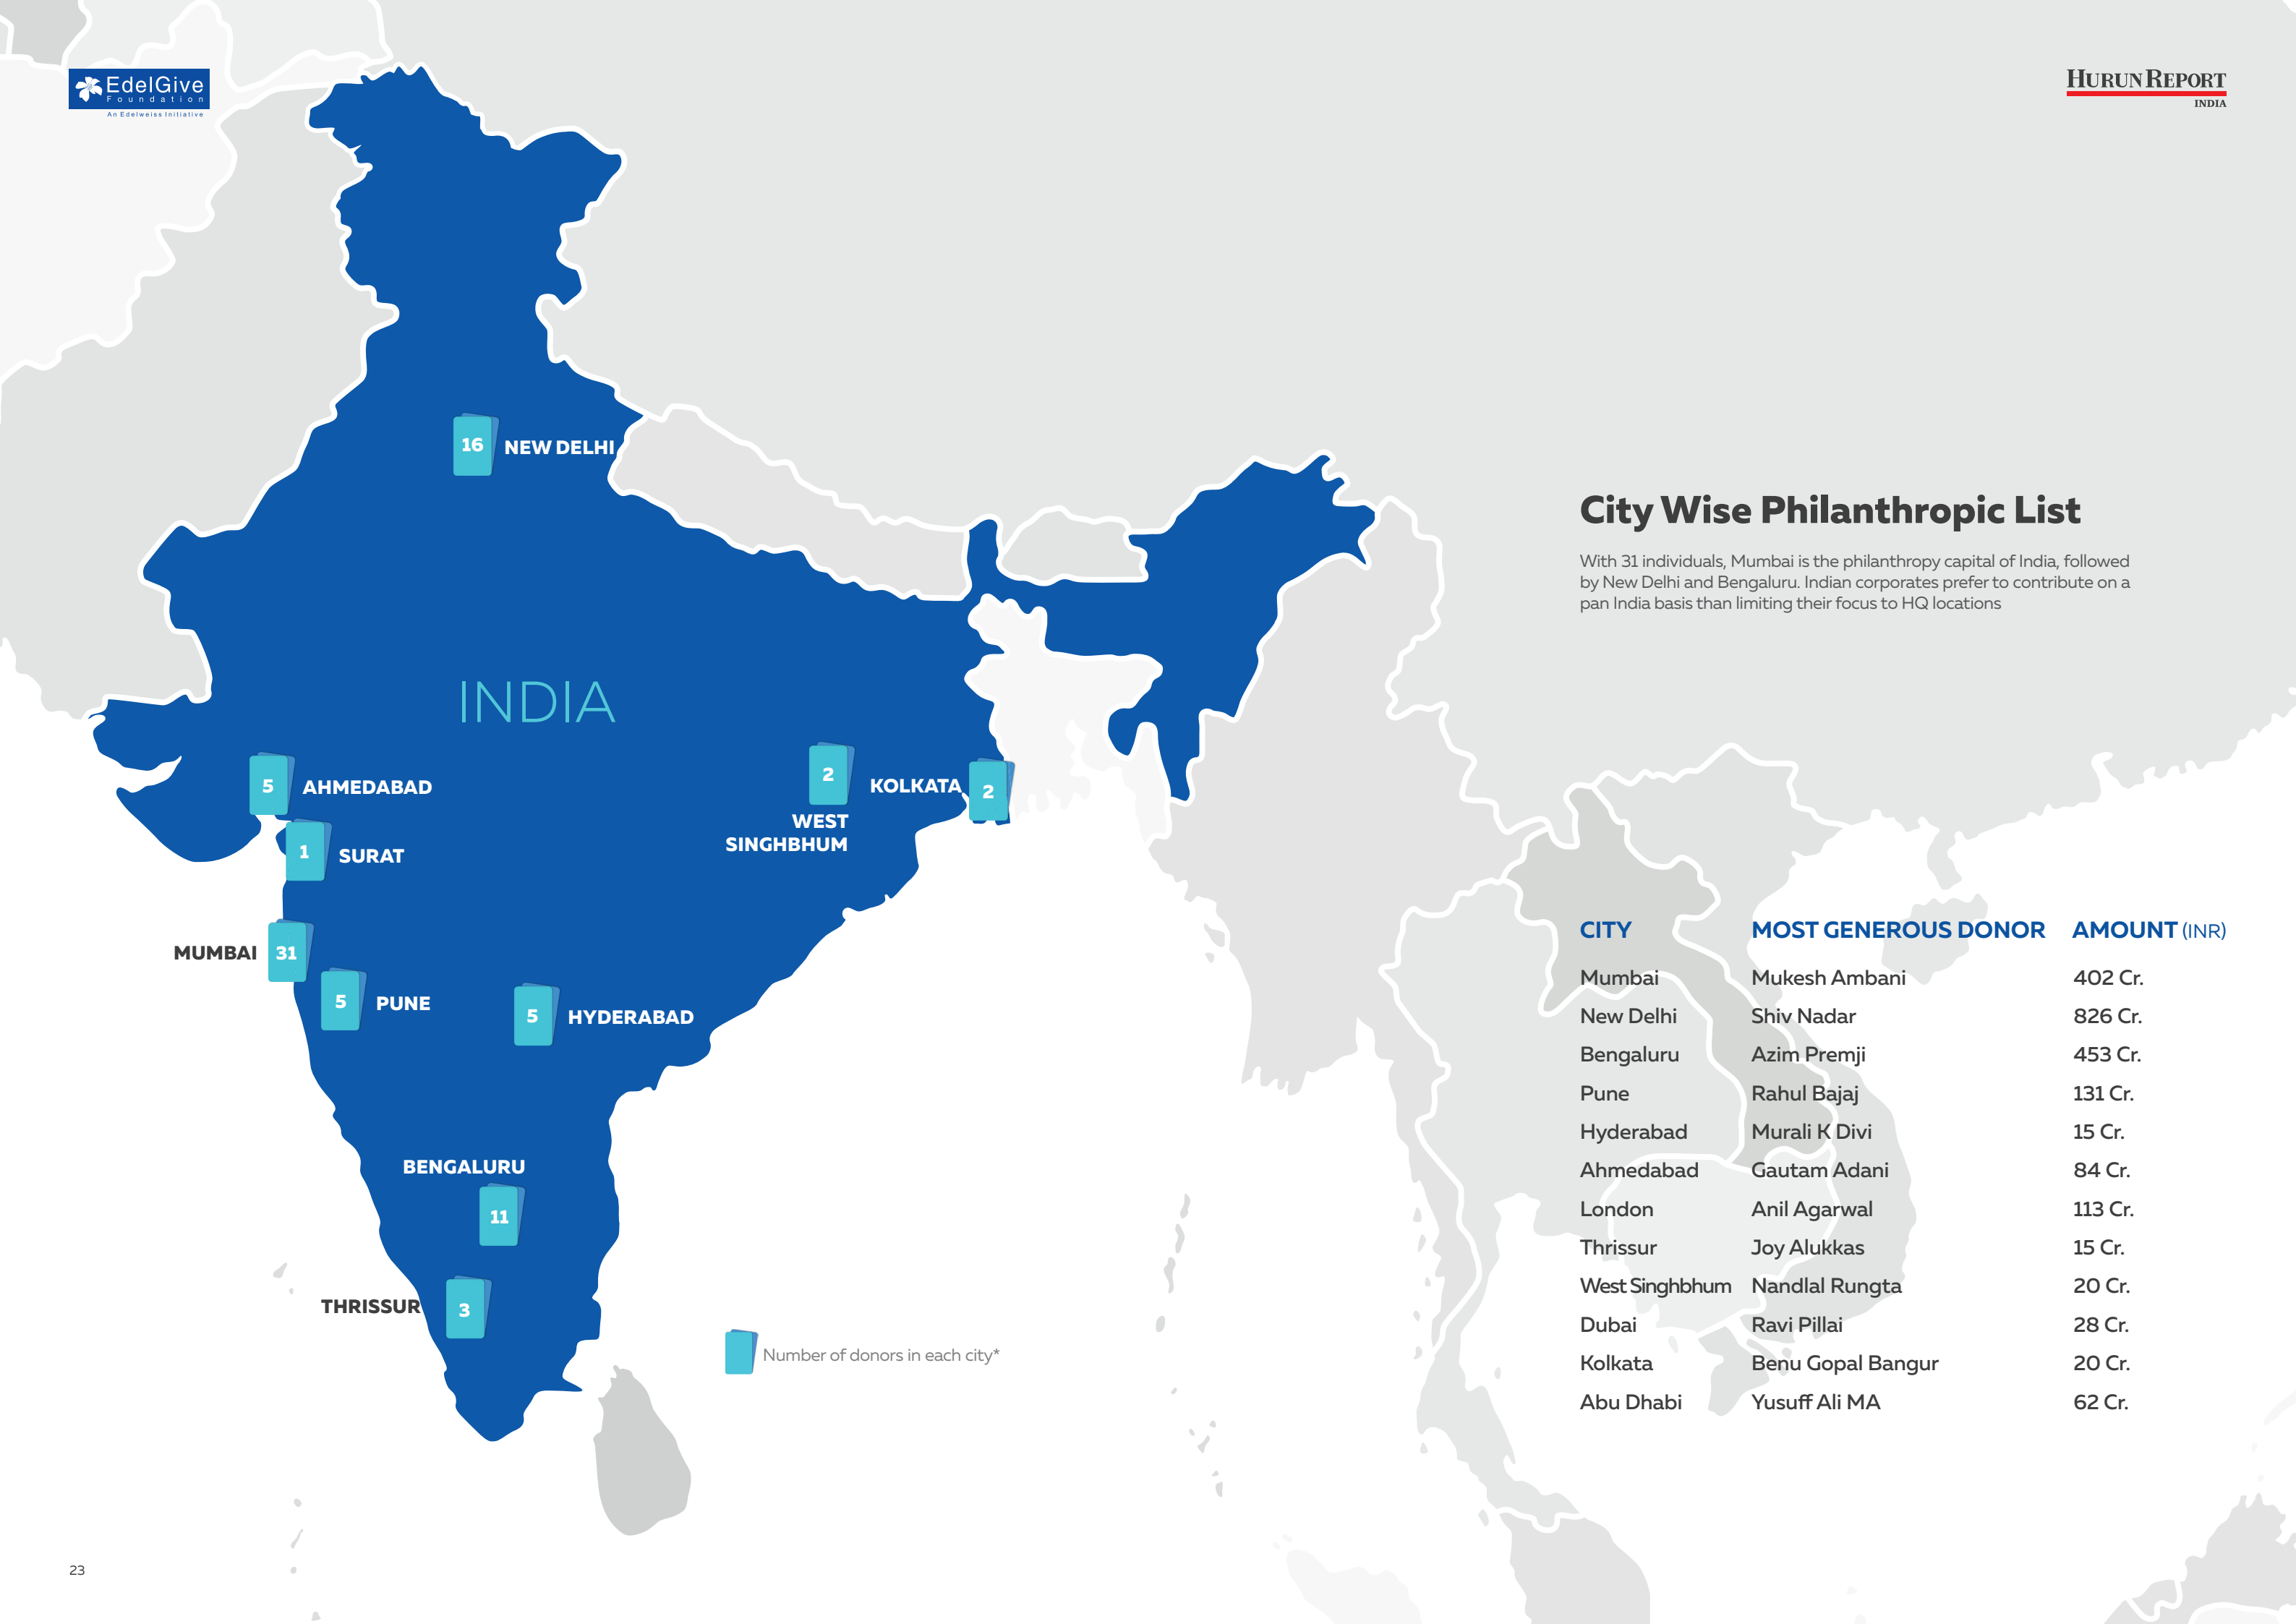 EdelGive
Foundation
An Edelweiss Initiative
HURUN REPORT
INDIA
16 NEW DELHI
City Wise Philanthropic List
With 31 individuals, Mumbai is the philanthropy capital of India, followed
by New Delhi and Bengaluru. Indian corporates prefer to contribute on a
pan India basis than limiting their focus to HQ locations
INDIA
5 AHMEDABAD
2
WEST
SINGHBHUM
KOLKATA 2
1 SURAT
MUMBAI 31
5 PUNE
5 HYDERABAD
BENGALURU
11
THRISSUR 3
Number of donors in each city*
CITY MOST GENEROUS DONOR AMOUNT (INR)
Mumbai Mukesh Ambani 402 Cr.
New Delhi Shiv Nadar 826 Cr.
Bengaluru Azim Premji 453 Cr.
Pune Rahul Bajaj 131 Cr.
Hyderabad Murali K Divi 15 Cr.
Ahmedabad Gautam Adani 84 Cr.
London Anil Agarwal 113 Cr.
Thrissur Joy Alukkas 15 Cr.
West Singhbhum Nandlal Rungta 20 Cr.
Dubai Ravi Pillai 28 Cr.
Kolkata Benu Gopal Bangur 20 Cr.
Abu Dhabi Yusuff Ali MA 62 Cr.
23